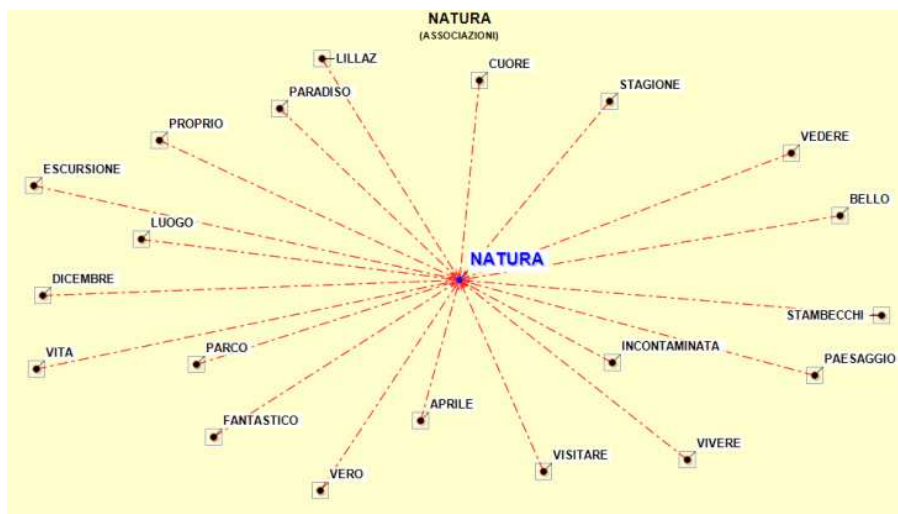 NATURA
(ASSOCIAZIONI)
LILLAZ
CUORE
STAGIONE
PARADISO
PROPRIO
VEDERE
ESCURSIONE
BELLO
LUOGO
NATURA
DICEMBRE
STAMBECCHI
INCONTAMINATA
PARCO
VITA
PAESAGGIO
APRILE
FANTASTICO
VISITARE
VIVERE
VERO